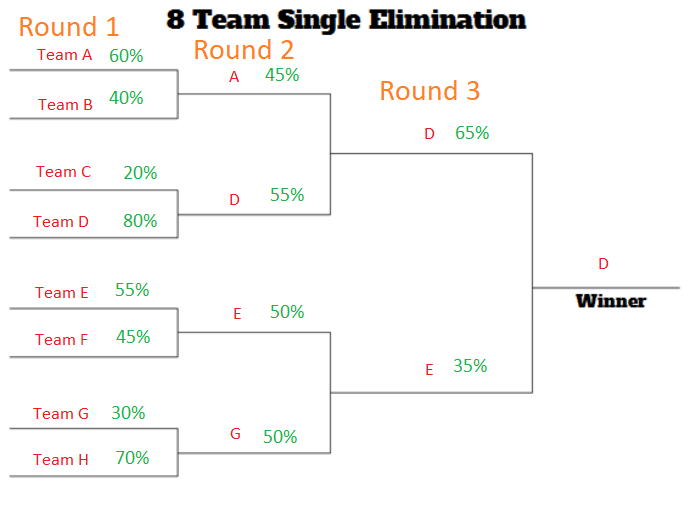 8 Team Single Elimination
Round 1
Round 2
Round 3
Team A 60%
Team B 40%
Team C 20%
Team D 80%
Team E 55%
Team F 45%
Team G 30%
Team H 70%
A 45%
D 55%
E 50%
G 50%
D 65%
E 35%
D
Winner